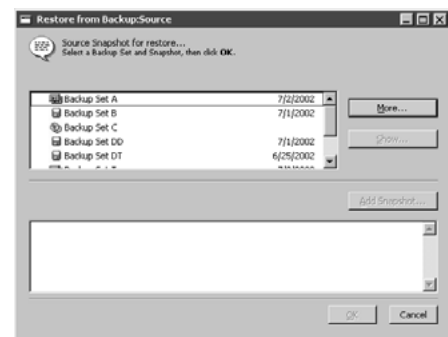 Restore from Backup:Source
Source Snapshot for restore...
Select a Backup Set and Snapshot, then click OK.
Backup Set A 7/2/2002
Backup Set B 7/1/2002
Backup Set C
Backup Set DD 7/1/2002
Backup Set DT 6/25/2002
More...
Show...
Add Snapshot...
OK
Cancel